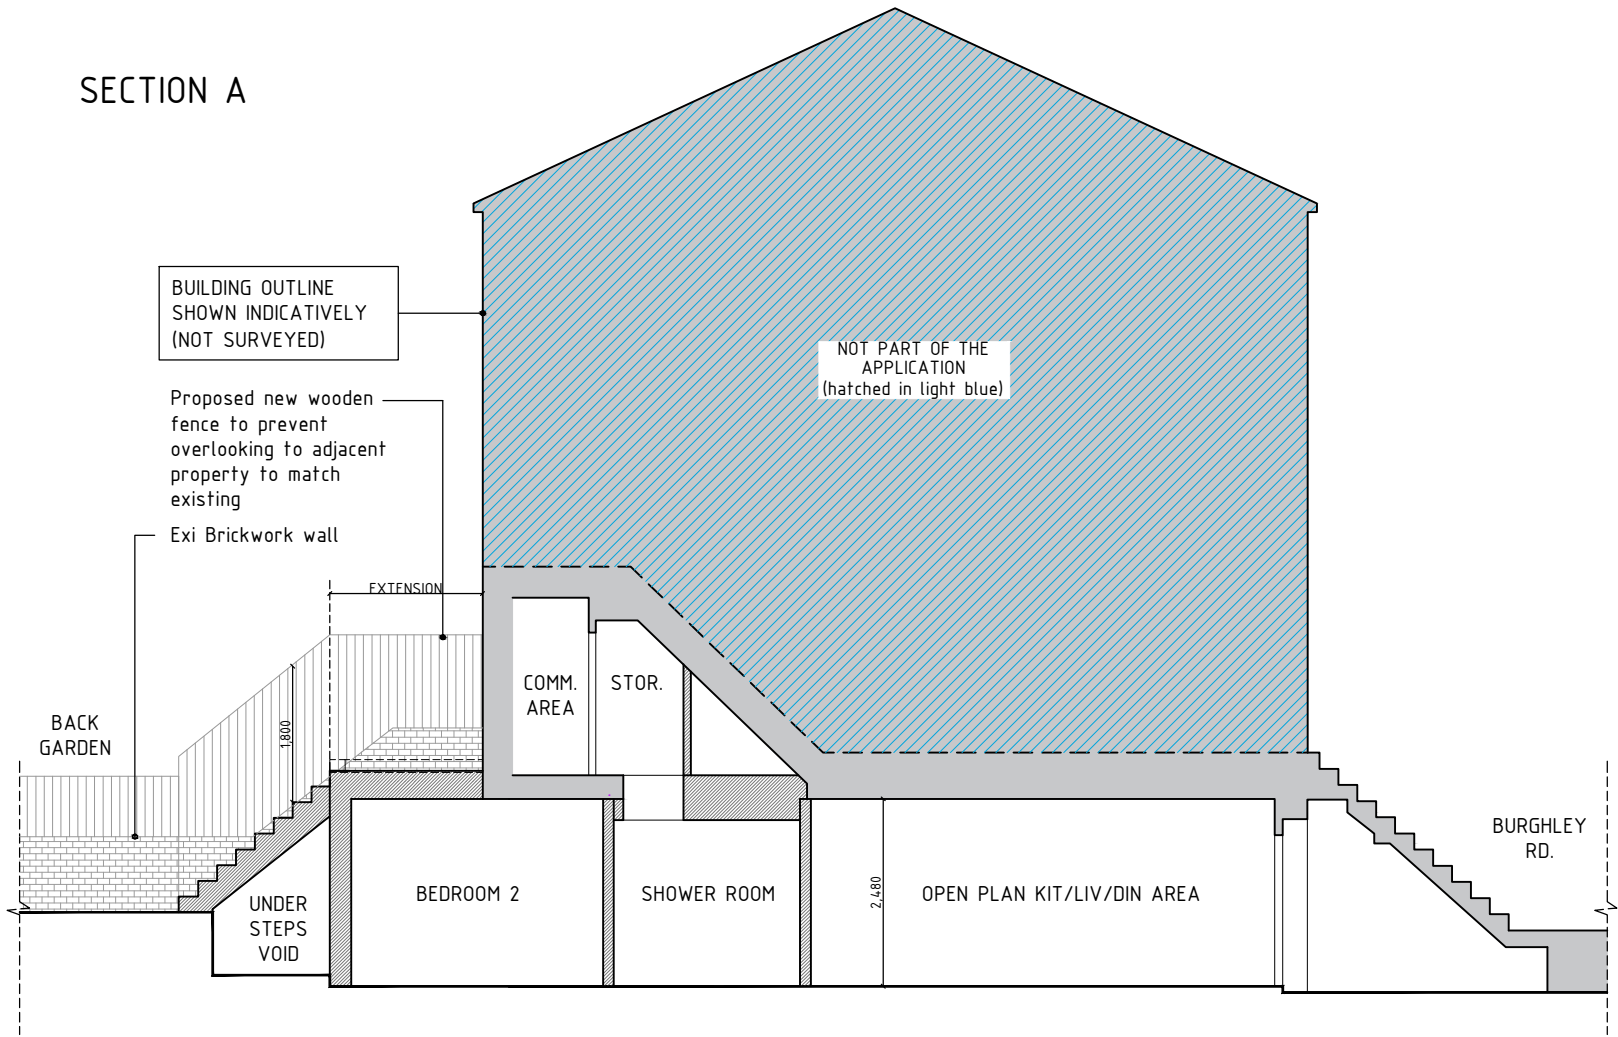 SECTION A
BUILDING OUTLINE
SHOWN INDICATIVELY
(NOT SURVEYED)
NOT PART OF THE
APPLICATION
(hatched in light blue)
Proposed new wooden
fence to prevent
overlooking to adjacent
property to match
existing
Exi Brickwork wall
EXTENSION
COMM.
AREA
STOR.
BACK
GARDEN
1,800
BURGHLEY
RD.
UNDER
STEPS
VOID
BEDROOM 2
SHOWER ROOM
2,480
OPEN PLAN KIT/LIV/DIN AREA